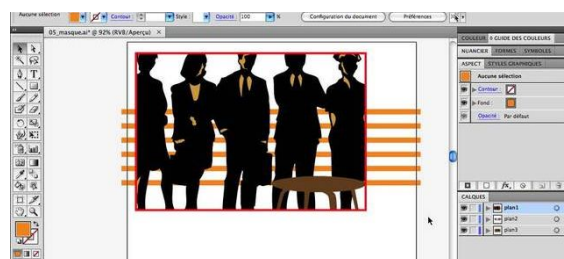 Aucune sélection Contour : Style : Opacité : 100 % Configuration du document Préférences
05_masque.ai* @ 92% (RVB/Aperçu) ×
COULEUR GUIDE DES COULEURS
NUANCIER FORMES SYMBOLES
ASPECT STYLES GRAPHIQUES
Aucune sélection
Contour :
Fond :
Opacité : Par défaut
fx
CALQUES
plan1
plan2
plan3